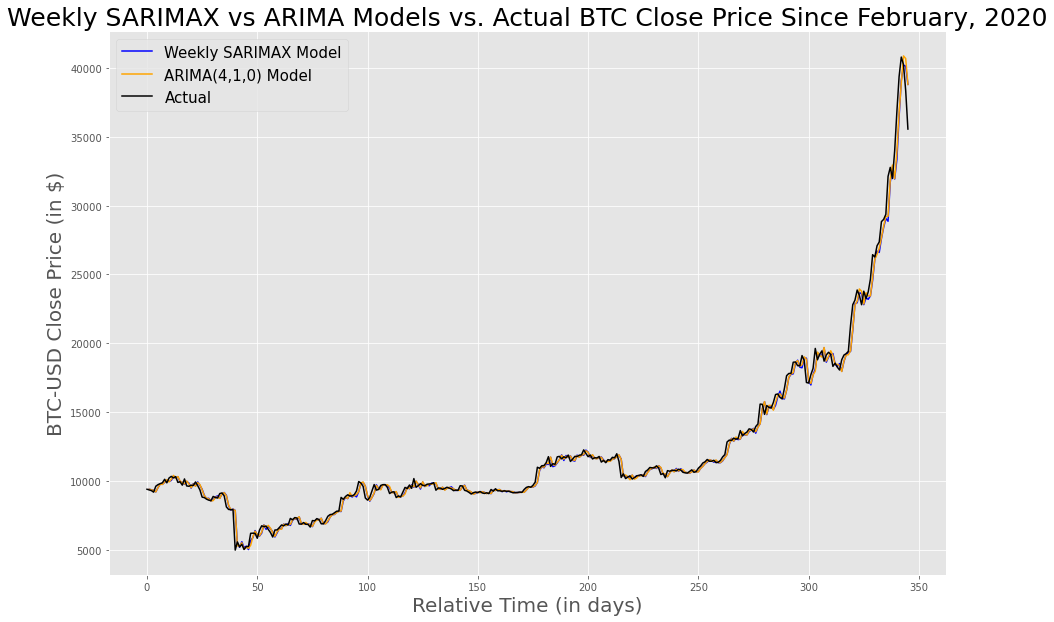 Weekly SARIMAX vs ARIMA Models vs. Actual BTC Close Price Since February, 2020
Weekly SARIMAX Model
ARIMA(4,1,0) Model
Actual
BTC-USD Close Price (in $)
40000
35000
30000
25000
20000
15000
10000
5000
0
50
100
150
200
250
300
350
Relative Time (in days)